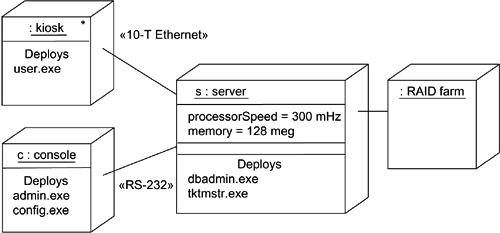 : kiosk *
Deploys
user.exe
«10-T Ethernet»
s : server
processorSpeed = 300 mHz
memory = 128 meg
Deploys
dbadmin.exe
tktmstr.exe
: RAID farm
c : console
Deploys
admin.exe
config.exe
«RS-232»